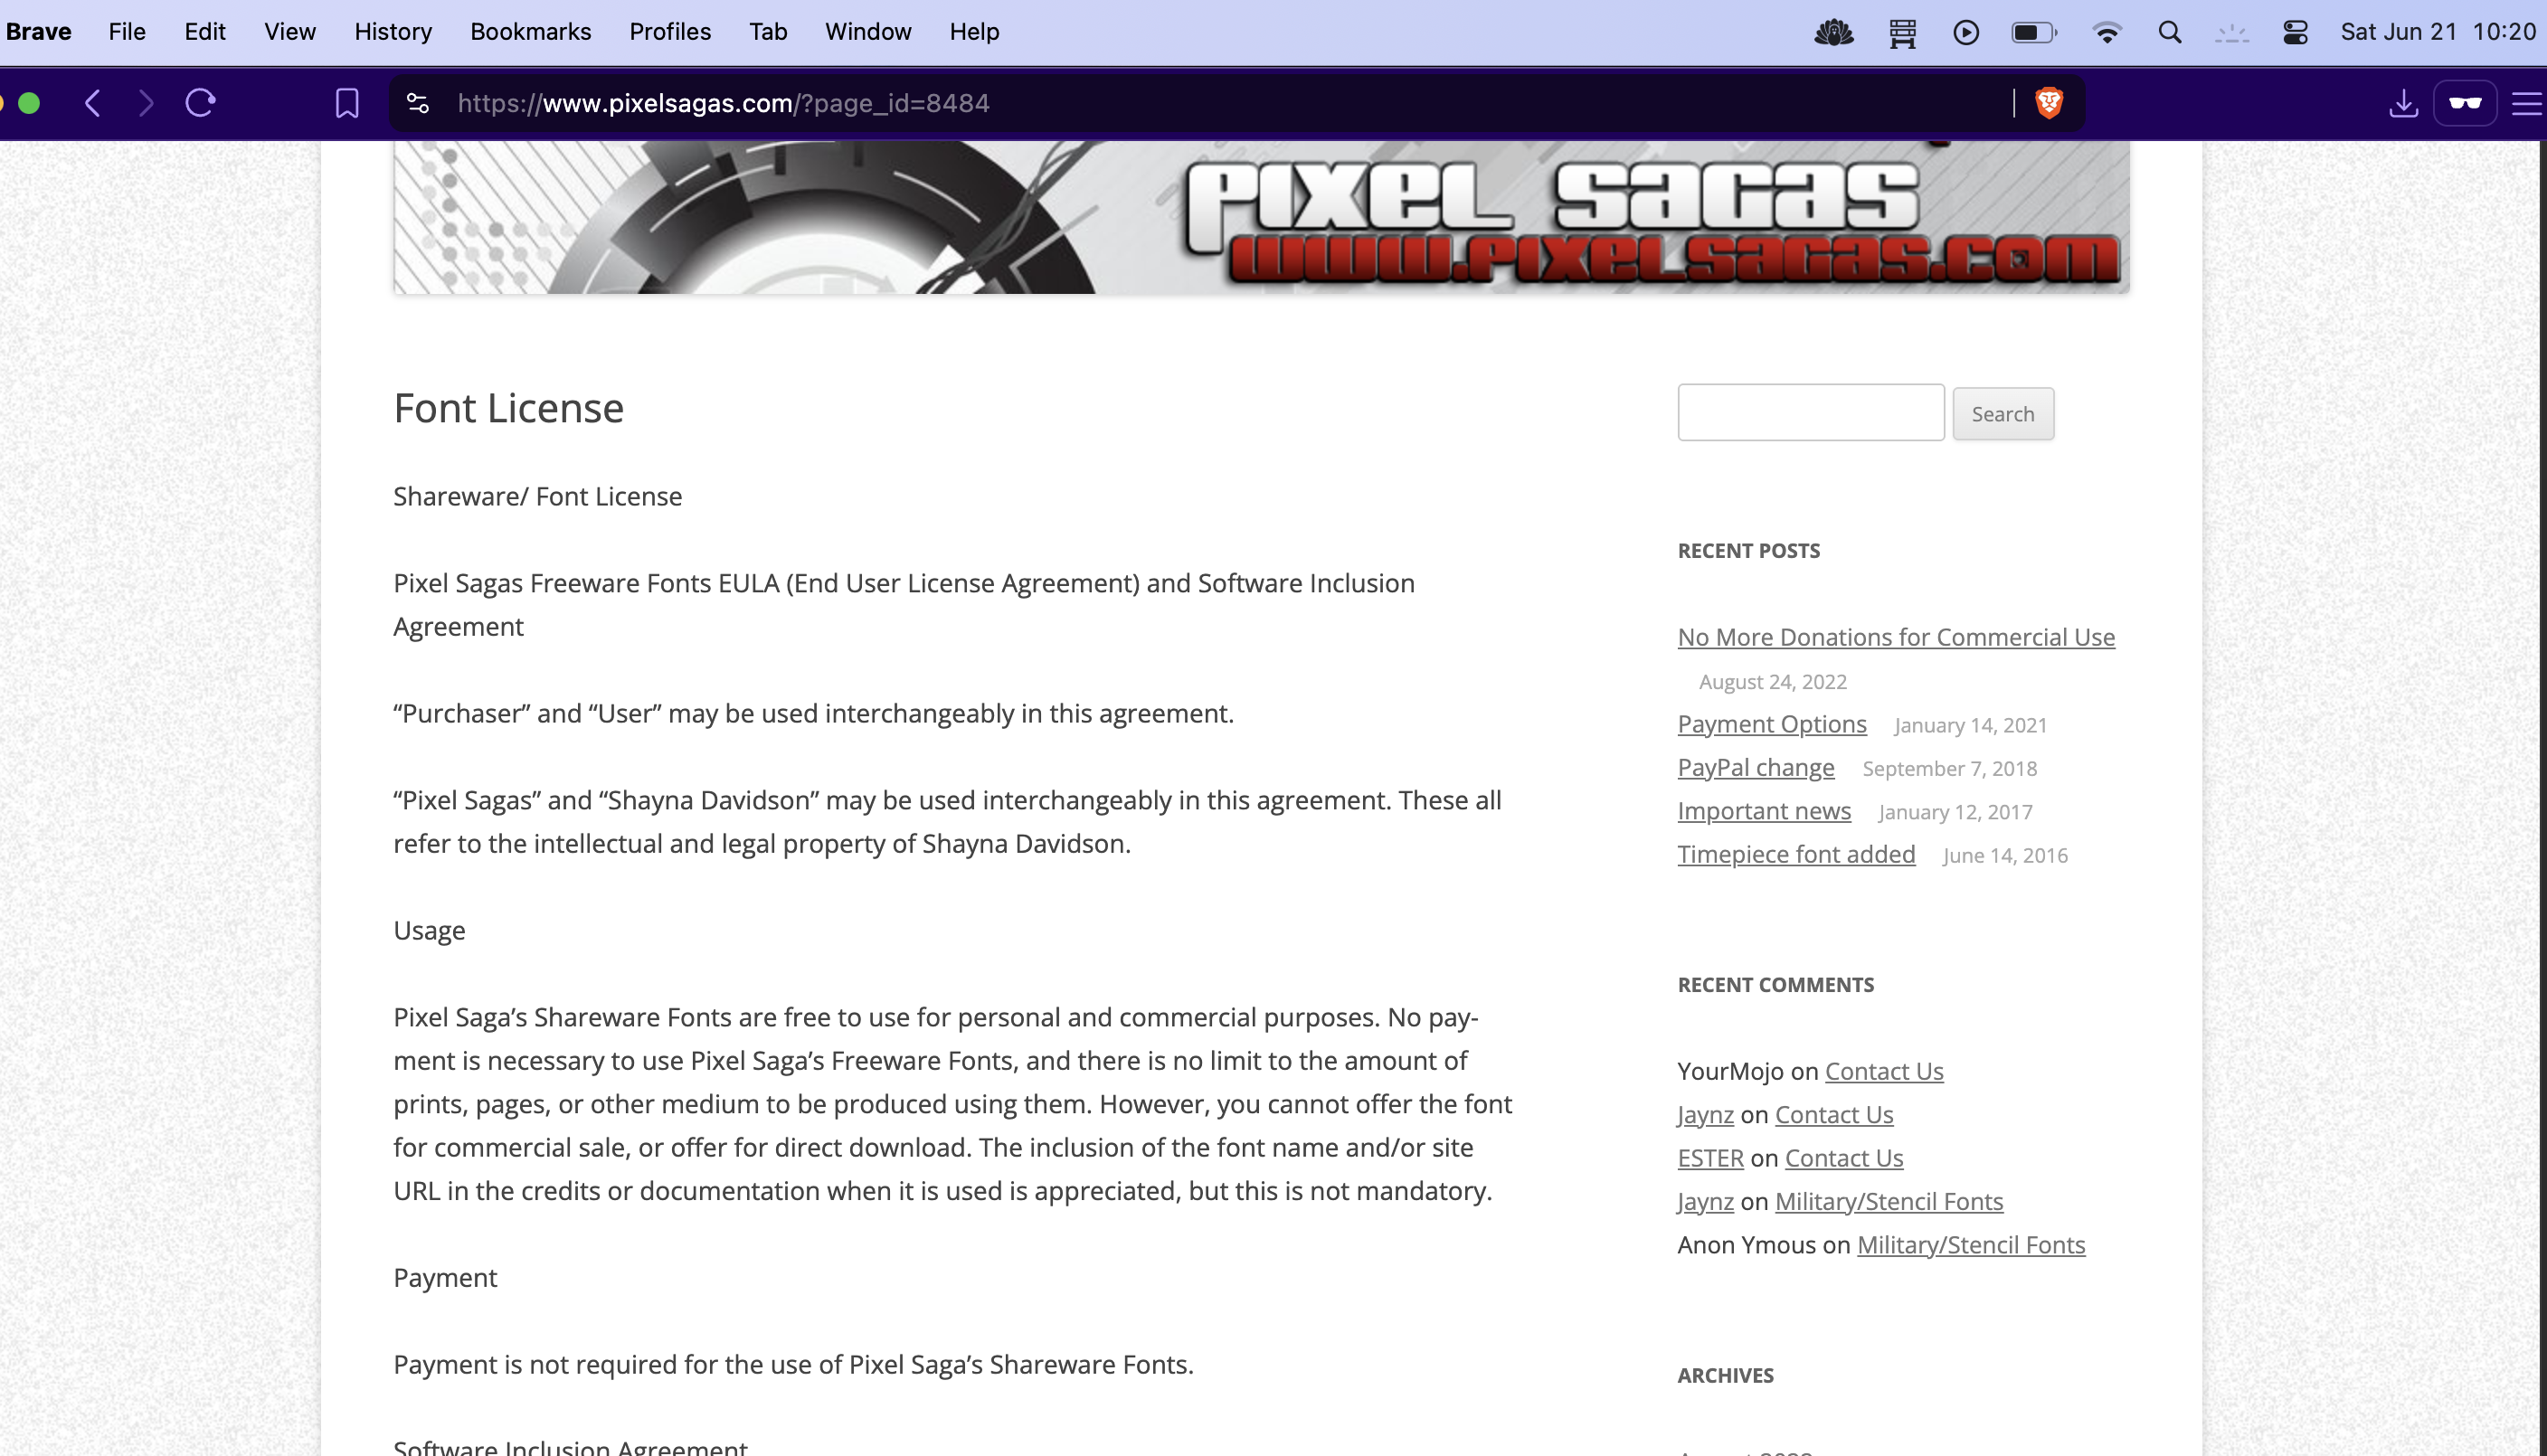 Brave File Edit View History Bookmarks Profiles Tab Window Help Sat Jun 21 10:20
https://www.pixelsagas.com/?page_id=8484
PIXEL SAGAS
www.PIXELSAGAS.com
Font License
Shareware/ Font License
Pixel Sagas Freeware Fonts EULA (End User License Agreement) and Software Inclusion
Agreement
“Purchaser” and “User” may be used interchangeably in this agreement.
“Pixel Sagas” and “Shayna Davidson” may be used interchangeably in this agreement. These all
refer to the intellectual and legal property of Shayna Davidson.
Usage
Pixel Saga’s Shareware Fonts are free to use for personal and commercial purposes. No pay-
ment is necessary to use Pixel Saga’s Freeware Fonts, and there is no limit to the amount of
prints, pages, or other medium to be produced using them. However, you cannot offer the font
for commercial sale, or offer for direct download. The inclusion of the font name and/or site
URL in the credits or documentation when it is used is appreciated, but this is not mandatory.
Payment
Payment is not required for the use of Pixel Saga’s Shareware Fonts.
Software Inclusion Agreement
Search
RECENT POSTS
No More Donations for Commercial Use
August 24, 2022
Payment Options January 14, 2021
PayPal change September 7, 2018
Important news January 12, 2017
Timepiece font added June 14, 2016
RECENT COMMENTS
YourMojo on Contact Us
Jaynz on Contact Us
ESTER on Contact Us
Jaynz on Military/Stencil Fonts
Anon Ymous on Military/Stencil Fonts
ARCHIVES